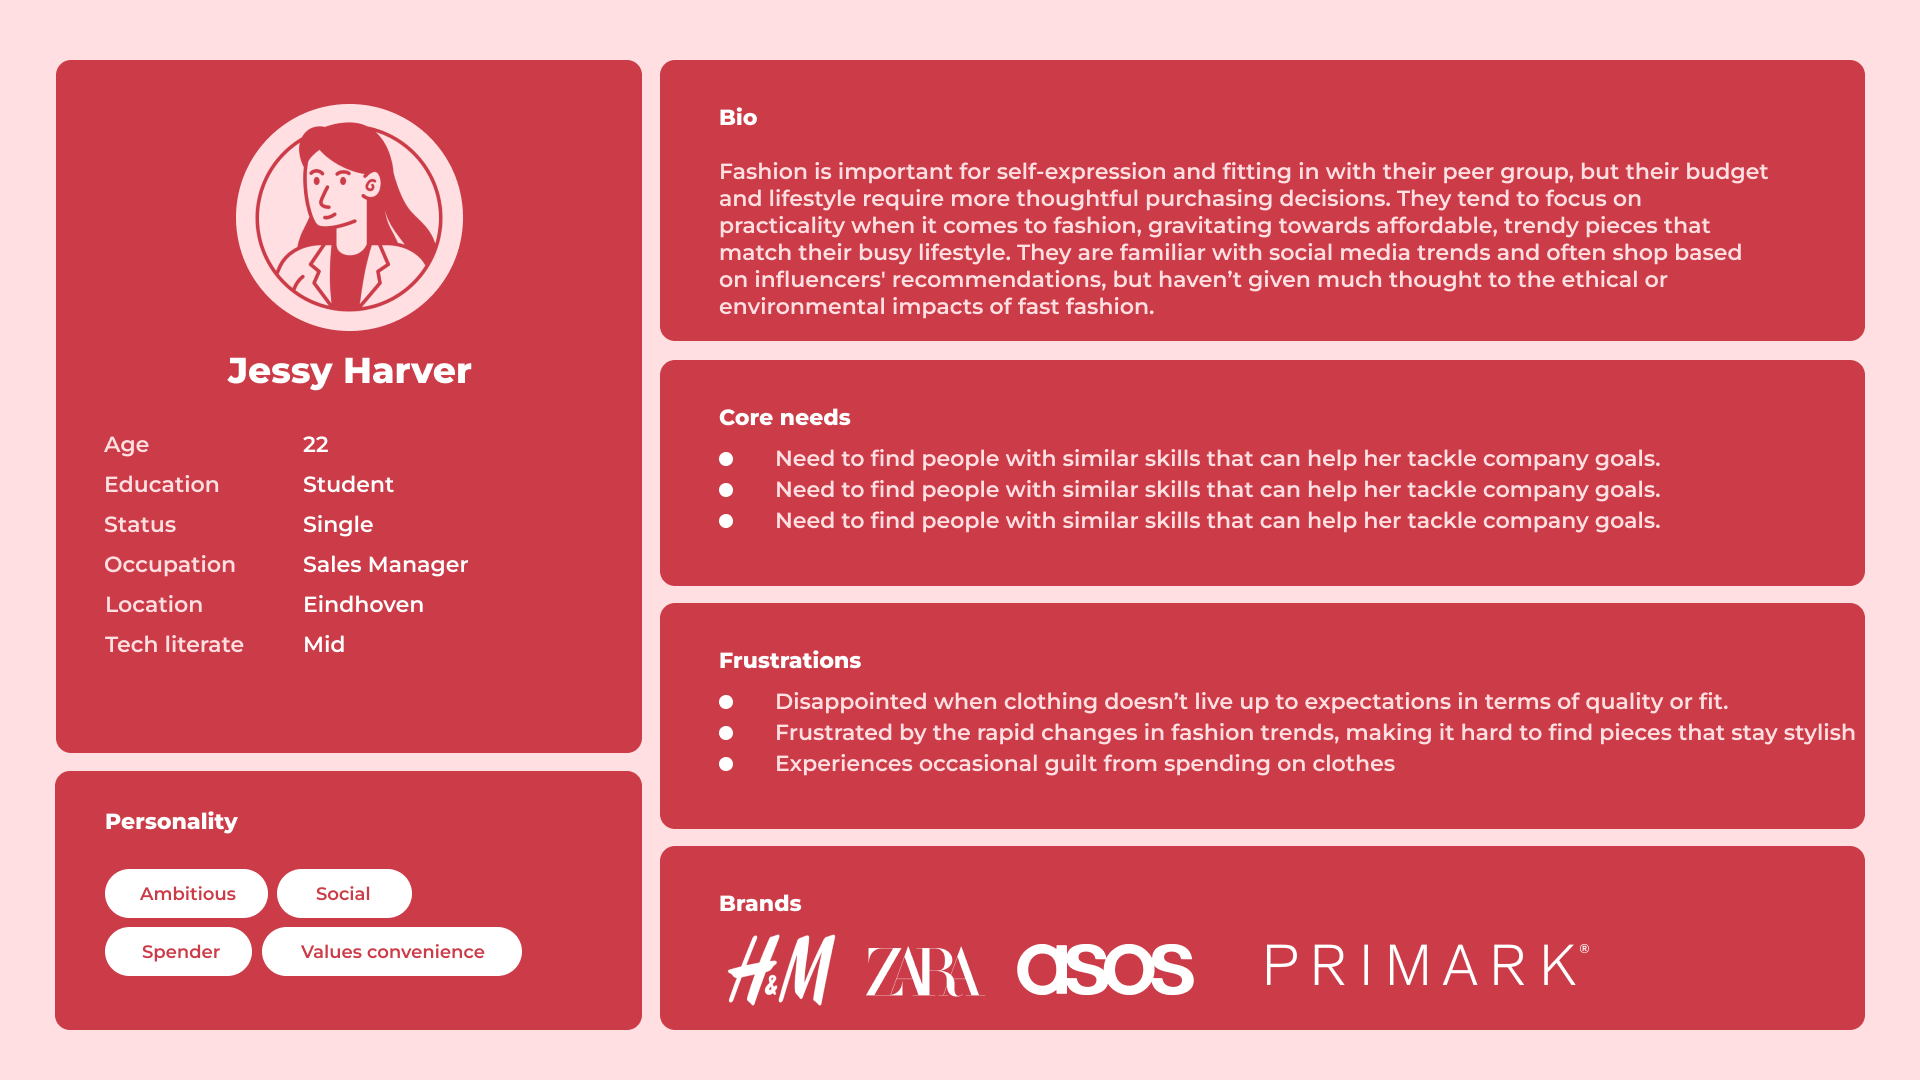 Jessy Harver
Age 22
Education Student
Status Single
Occupation Sales Manager
Location Eindhoven
Tech literate Mid
Personality
Ambitious Social
Spender Values convenience
Bio
Fashion is important for self-expression and fitting in with their peer group, but their budget
and lifestyle require more thoughtful purchasing decisions. They tend to focus on
practicality when it comes to fashion, gravitating towards affordable, trendy pieces that
match their busy lifestyle. They are familiar with social media trends and often shop based
on influencers' recommendations, but haven’t given much thought to the ethical or
environmental impacts of fast fashion.
Core needs
Need to find people with similar skills that can help her tackle company goals.
Need to find people with similar skills that can help her tackle company goals.
Need to find people with similar skills that can help her tackle company goals.
Frustrations
Disappointed when clothing doesn’t live up to expectations in terms of quality or fit.
Frustrated by the rapid changes in fashion trends, making it hard to find pieces that stay stylish
Experiences occasional guilt from spending on clothes
Brands
H&M ZARA asos PRIMARK®